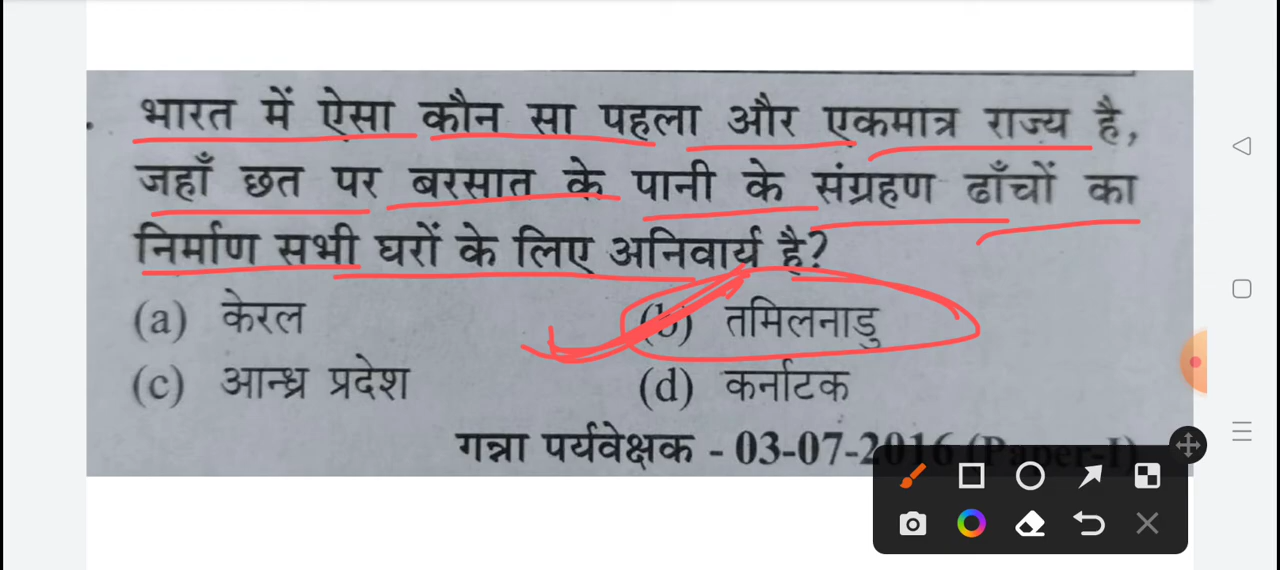 . भारत में ऐसा कौन सा पहला और एकमात्र राज्य है,
जहाँ छत पर बरसात के पानी के संग्रहण ढाँचों का
निर्माण सभी घरों के लिए अनिवार्य है?
(a) केरल (b) तमिलनाडु
(c) आन्ध्र प्रदेश (d) कर्नाटक
गन्ना पर्यवेक्षक - 03-07-2016 (Paper-I)